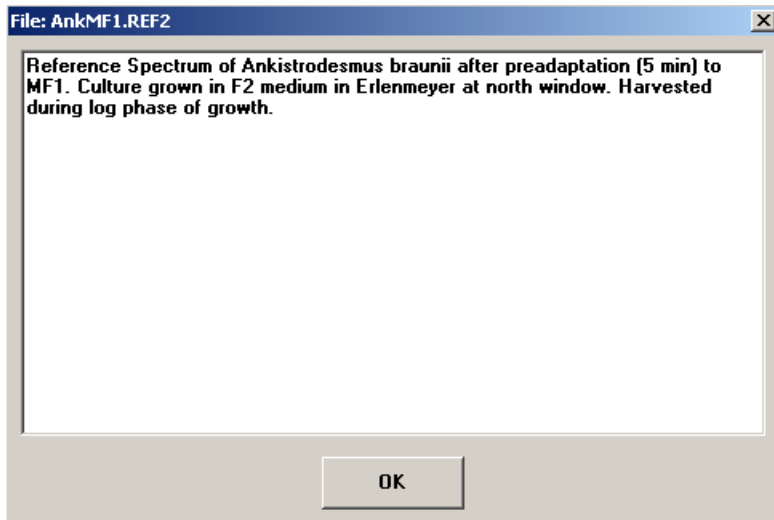 File: AnkMF1.REF2
Reference Spectrum of Ankistrodesmus braunii after preadaptation (5 min) to
MF1. Culture grown in F2 medium in Erlenmeyer at north window. Harvested
during log phase of growth.
OK